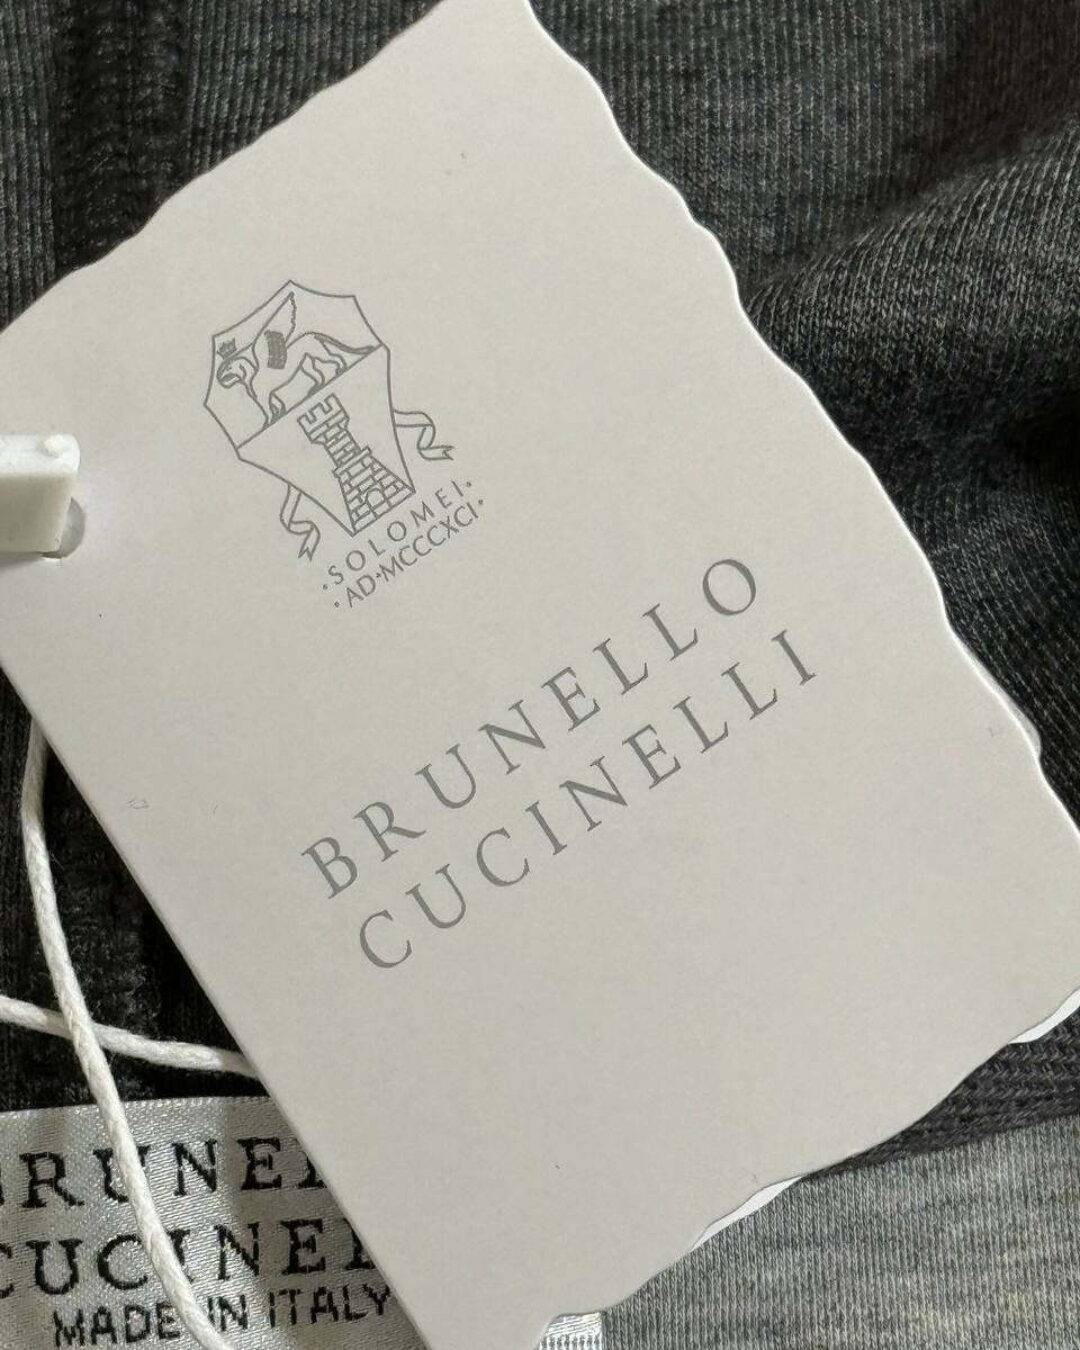 ·SOLOMEI·
·AD·MCCCXCI·
BRUNELLO
CUCINELLI
MADE IN ITALY